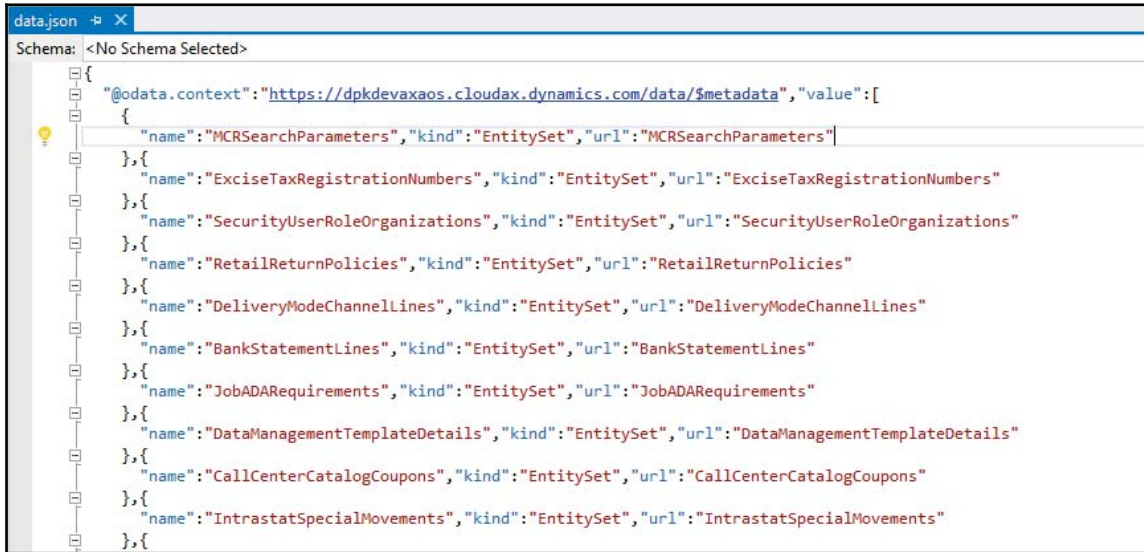 data.json
Schema: <No Schema Selected>
{
"@odata.context":"https://dpkdevaxaos.cloudax.dynamics.com/data/$metadata","value":[
{
"name":"MCRSearchParameters","kind":"EntitySet","url":"MCRSearchParameters"
},{
"name":"ExciseTaxRegistrationNumbers","kind":"EntitySet","url":"ExciseTaxRegistrationNumbers"
},{
"name":"SecurityUserRoleOrganizations","kind":"EntitySet","url":"SecurityUserRoleOrganizations"
},{
"name":"RetailReturnPolicies","kind":"EntitySet","url":"RetailReturnPolicies"
},{
"name":"DeliveryModeChannelLines","kind":"EntitySet","url":"DeliveryModeChannelLines"
},{
"name":"BankStatementLines","kind":"EntitySet","url":"BankStatementLines"
},{
"name":"JobADARequirements","kind":"EntitySet","url":"JobADARequirements"
},{
"name":"DataManagementTemplateDetails","kind":"EntitySet","url":"DataManagementTemplateDetails"
},{
"name":"CallCenterCatalogCoupons","kind":"EntitySet","url":"CallCenterCatalogCoupons"
},{
"name":"IntrastatSpecialMovements","kind":"EntitySet","url":"IntrastatSpecialMovements"
},{